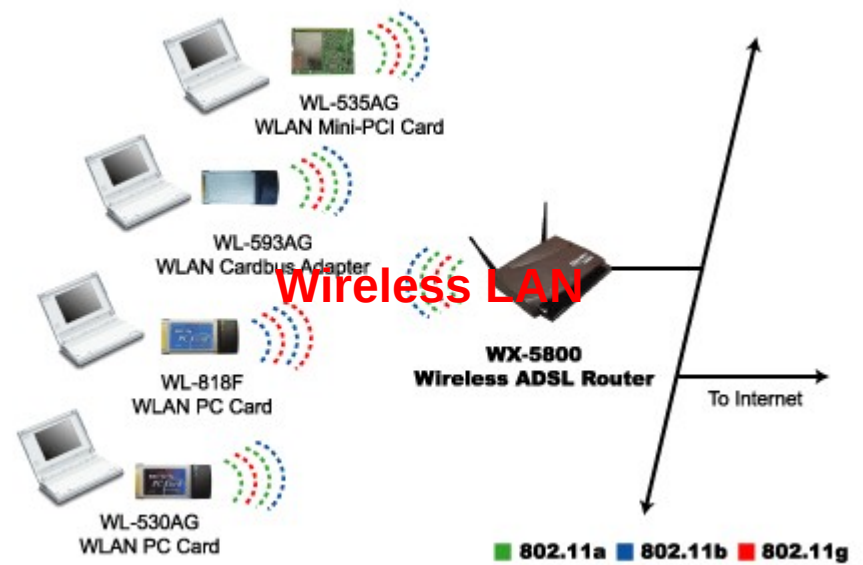 WL-535AG
WLAN Mini-PCI Card
WL-593AG
WLAN Cardbus Adapter
Wireless LAN
WL-818F
WLAN PC Card
WX-5800
Wireless ADSL Router
To Internet
WL-530AG
WLAN PC Card
802.11a 802.11b 802.11g